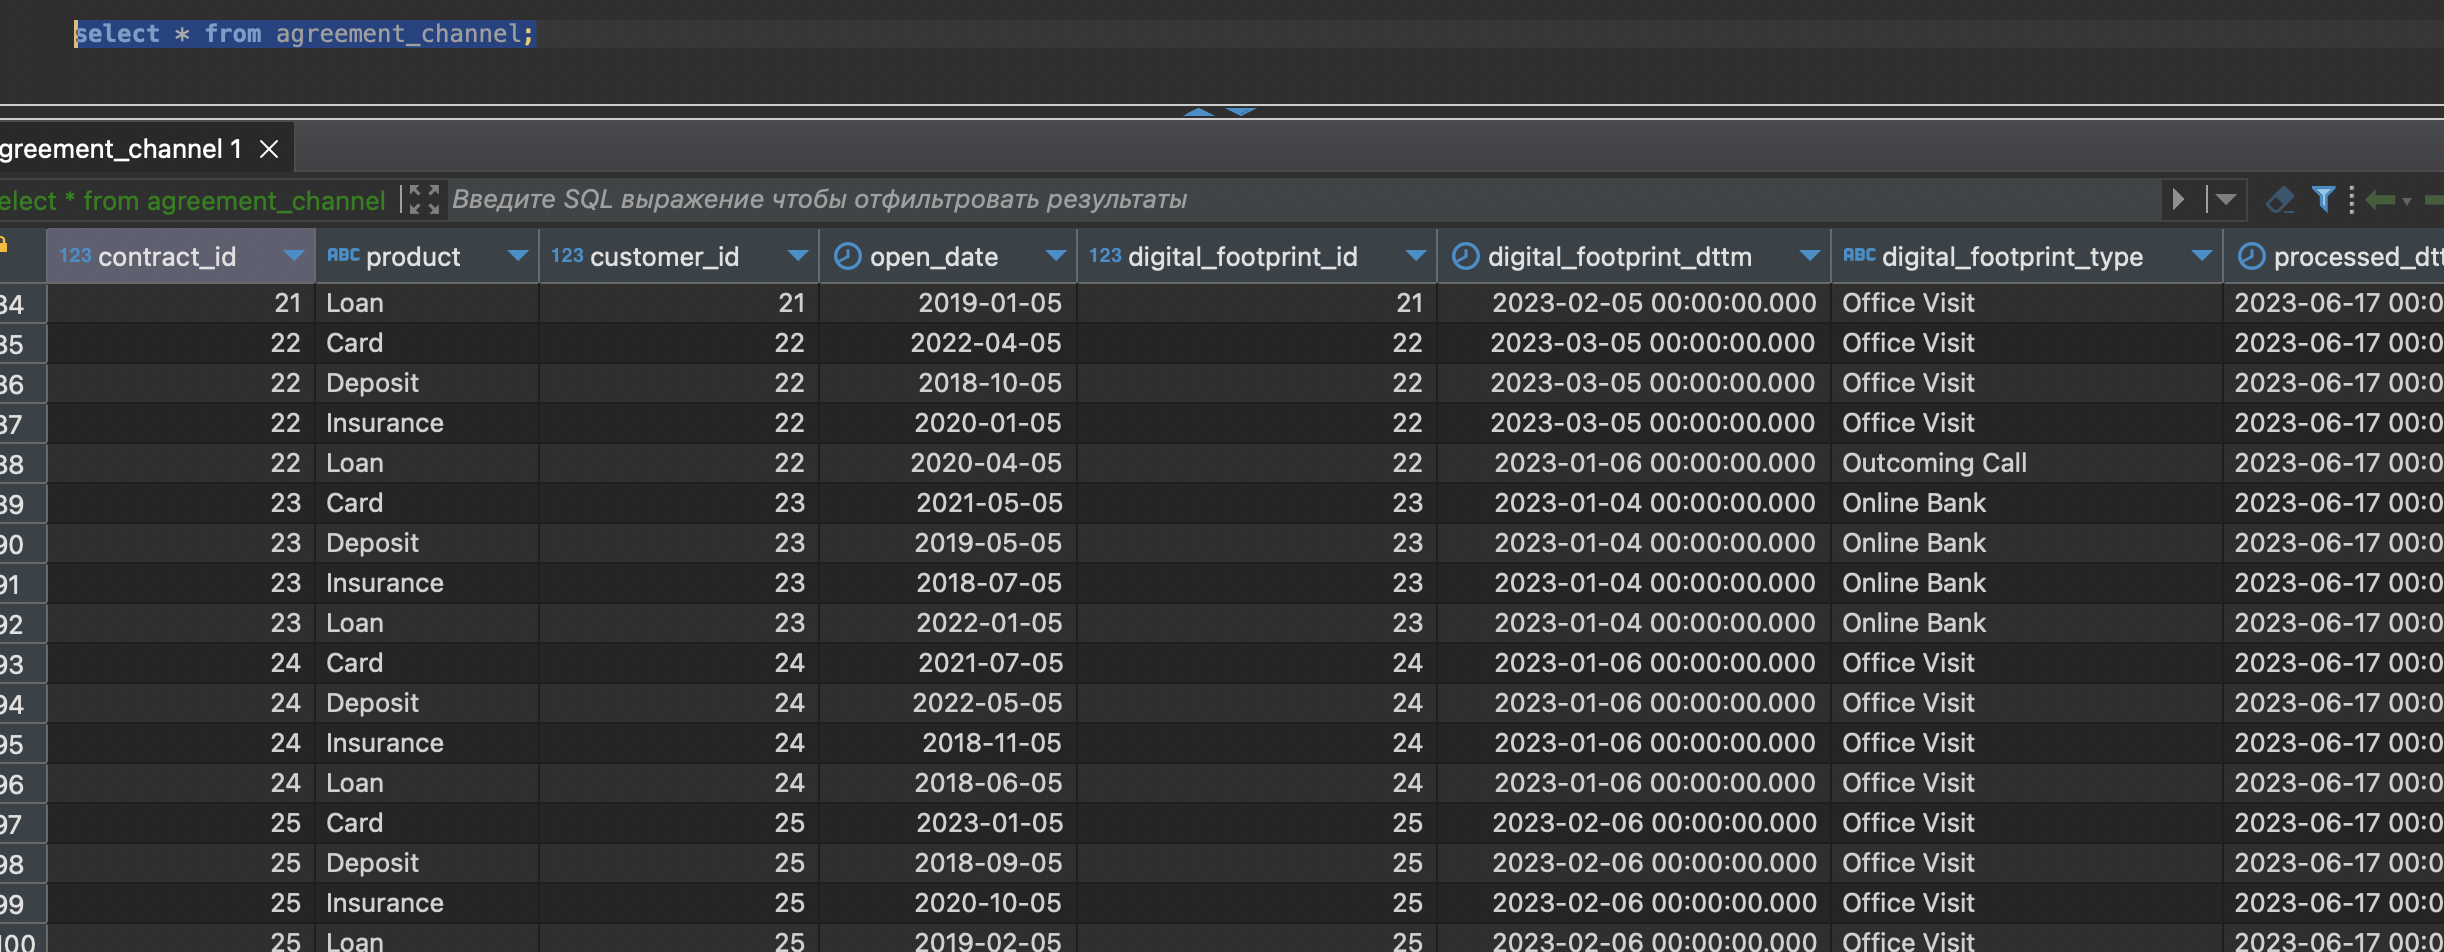 select * from agreement_channel;
greement_channel 1
elect * from agreement_channel Введите SQL выражение чтобы отфильтровать результаты
123 contract_id ABC product 123 customer_id open_date 123 digital_footprint_id digital_footprint_dttm ABC digital_footprint_type processed_dtt
84 21 Loan 21 2019-01-05 21 2023-02-05 00:00:00.000 Office Visit 2023-06-17 00:0
85 22 Card 22 2022-04-05 22 2023-03-05 00:00:00.000 Office Visit 2023-06-17 00:0
86 22 Deposit 22 2018-10-05 22 2023-03-05 00:00:00.000 Office Visit 2023-06-17 00:0
87 22 Insurance 22 2020-01-05 22 2023-03-05 00:00:00.000 Office Visit 2023-06-17 00:0
88 22 Loan 22 2020-04-05 22 2023-01-06 00:00:00.000 Outcoming Call 2023-06-17 00:0
89 23 Card 23 2021-05-05 23 2023-01-04 00:00:00.000 Online Bank 2023-06-17 00:0
90 23 Deposit 23 2019-05-05 23 2023-01-04 00:00:00.000 Online Bank 2023-06-17 00:0
91 23 Insurance 23 2018-07-05 23 2023-01-04 00:00:00.000 Online Bank 2023-06-17 00:0
92 23 Loan 23 2022-01-05 23 2023-01-04 00:00:00.000 Online Bank 2023-06-17 00:0
93 24 Card 24 2021-07-05 24 2023-01-06 00:00:00.000 Office Visit 2023-06-17 00:0
94 24 Deposit 24 2022-05-05 24 2023-01-06 00:00:00.000 Office Visit 2023-06-17 00:0
95 24 Insurance 24 2018-11-05 24 2023-01-06 00:00:00.000 Office Visit 2023-06-17 00:0
96 24 Loan 24 2018-06-05 24 2023-01-06 00:00:00.000 Office Visit 2023-06-17 00:0
97 25 Card 25 2023-01-05 25 2023-02-06 00:00:00.000 Office Visit 2023-06-17 00:0
98 25 Deposit 25 2018-09-05 25 2023-02-06 00:00:00.000 Office Visit 2023-06-17 00:0
99 25 Insurance 25 2020-10-05 25 2023-02-06 00:00:00.000 Office Visit 2023-06-17 00:0
100 25 Loan 25 2019-02-05 25 2023-02-06 00:00:00.000 Office Visit 2023-06-17 00:0